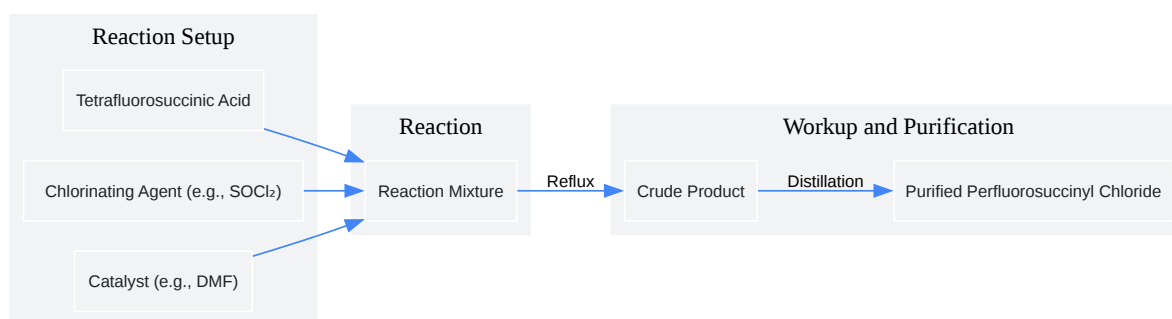 Reaction Setup
Tetrafluorosuccinic Acid
Chlorinating Agent (e.g., SOCl₂)
Catalyst (e.g., DMF)
Reaction
Reaction Mixture
Reflux
Workup and Purification
Crude Product
Distillation
Purified Perfluorosuccinyl Chloride